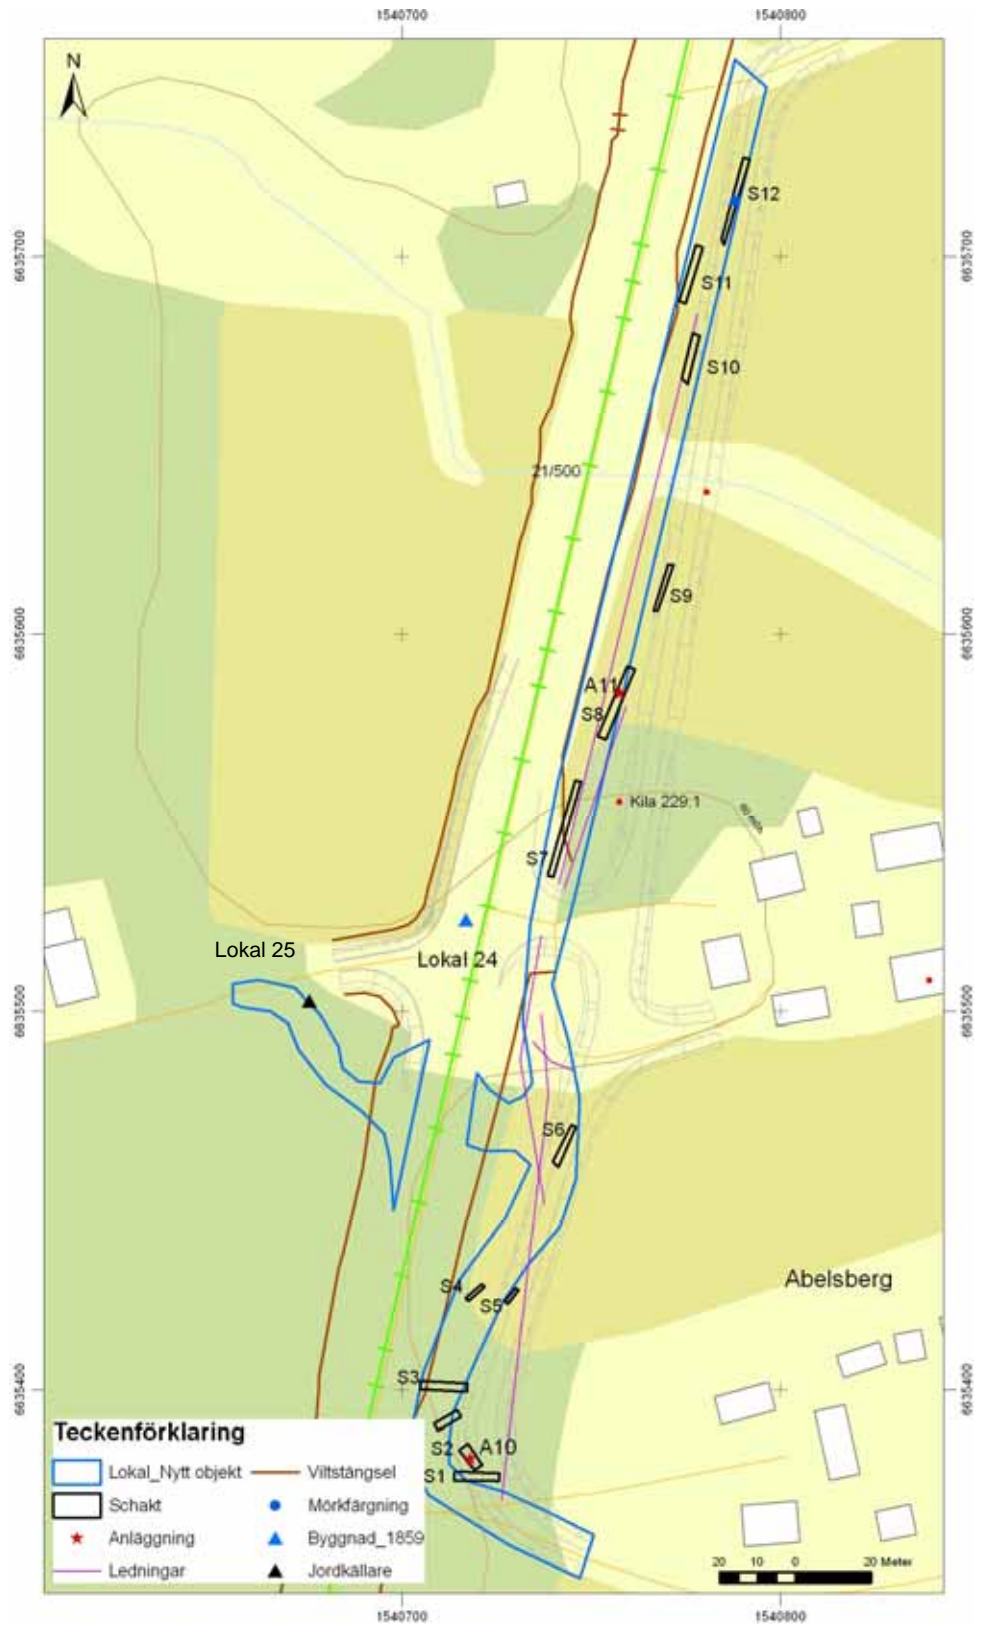 1540700 1540800
N
S12
6635700 6635700
S11
S10
21/500
S9
6635600 6635600
A11
S8
Kila 229:1
S7
Lokal 25
Lokal 24
6635500 6635500
S6
Abelsberg
S4
S5
S3
6635400 6635400
S2 A10
S1
Teckenförklaring
Lokal_Nytt objekt Viltstängsel
Schakt Mörkfärgning
Anläggning Byggnad_1859
Ledningar Jordkällare
20 10 0 20 Meter
1540700 1540800